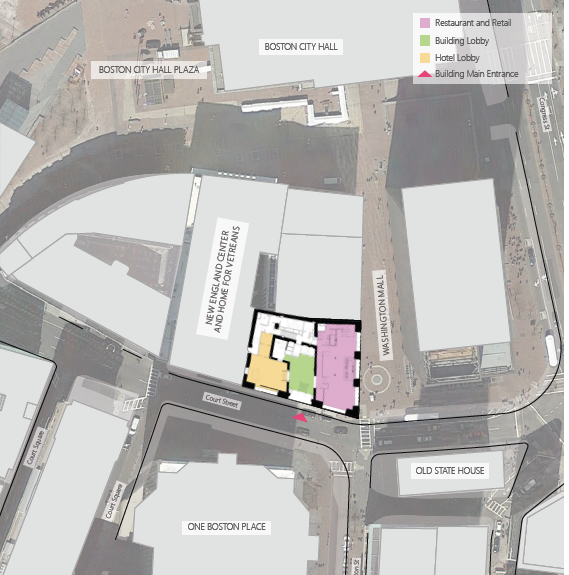 Restaurant and Retail
Building Lobby
Hotel Lobby
Building Main Entrance
BOSTON CITY HALL
BOSTON CITY HALL PLAZA
Congress St
NEW ENGLAND CENTER
AND HOME FOR VETREANS
WASHINGTON MALL
Court Street
Court Square
Court Square
OLD STATE HOUSE
ONE BOSTON PLACE